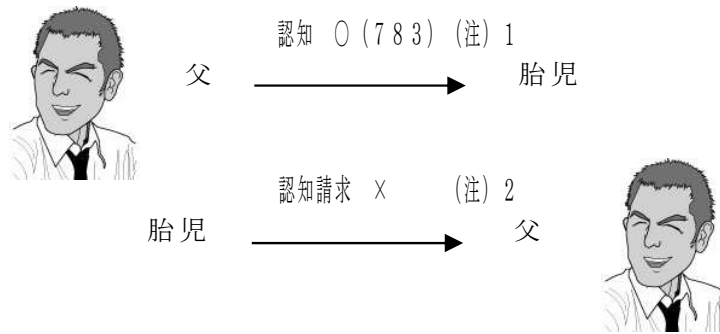 認知 ○(783) (注) 1
父 胎児
認知請求 × (注) 2
胎児 父